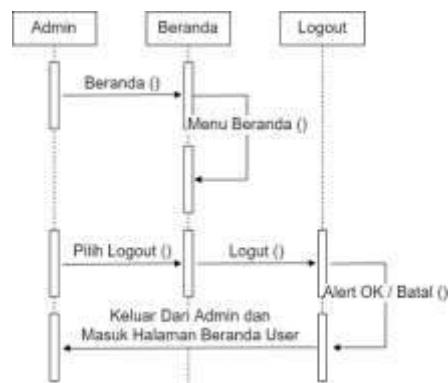 Admin
Beranda
Logout
Beranda ()
Menu Beranda ()
Pilih Logout ()
Logut ()
Alert OK / Batal ()
Keluar Dari Admin dan
Masuk Halaman Beranda User